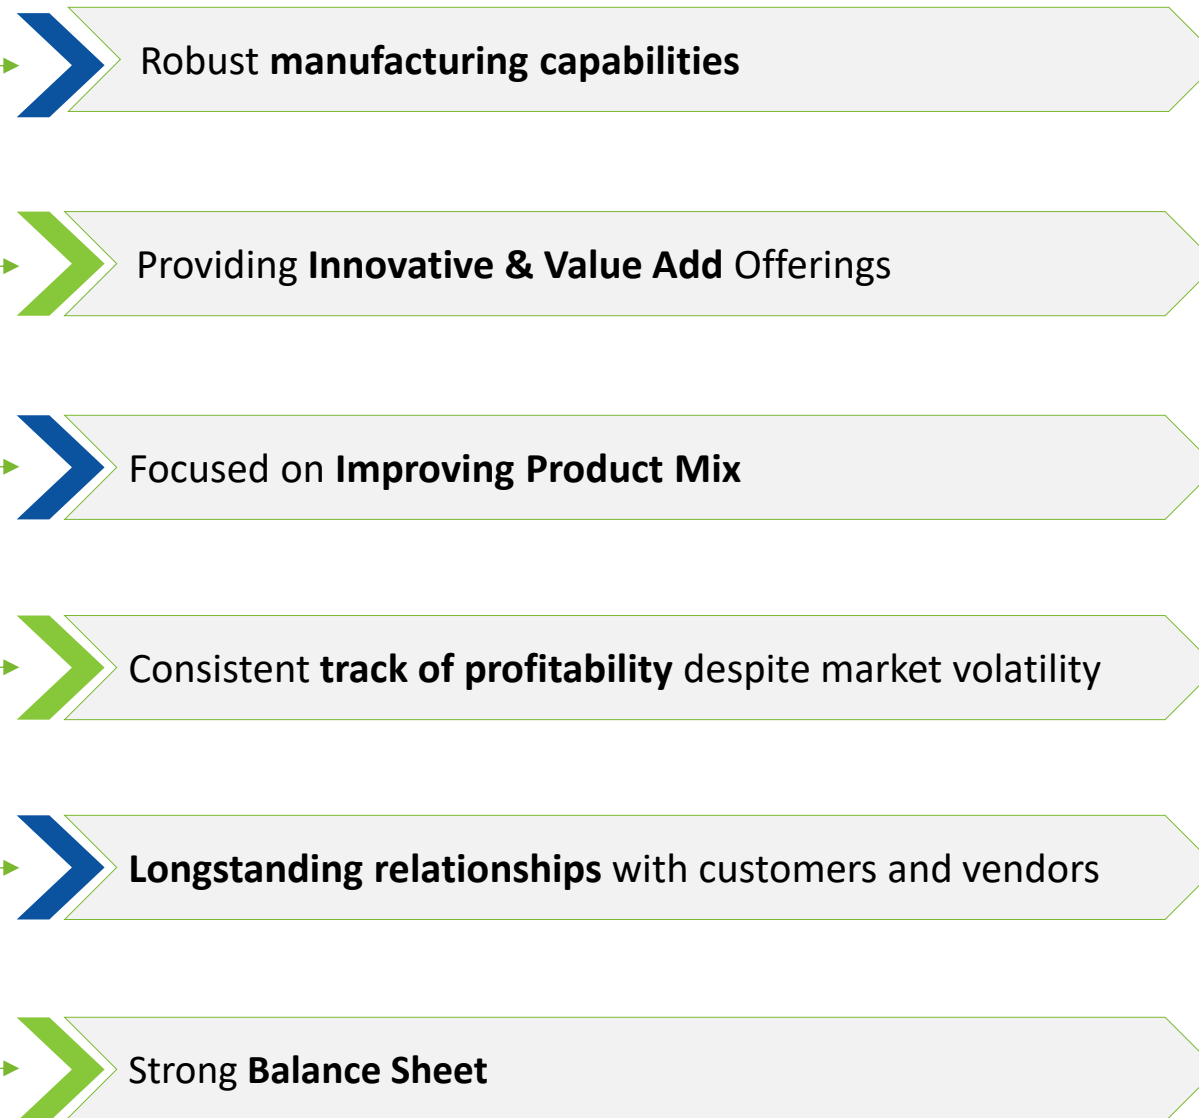 Robust manufacturing capabilities
Providing Innovative & Value Add Offerings
Focused on Improving Product Mix
Consistent track of profitability despite market volatility
Longstanding relationships with customers and vendors
Strong Balance Sheet